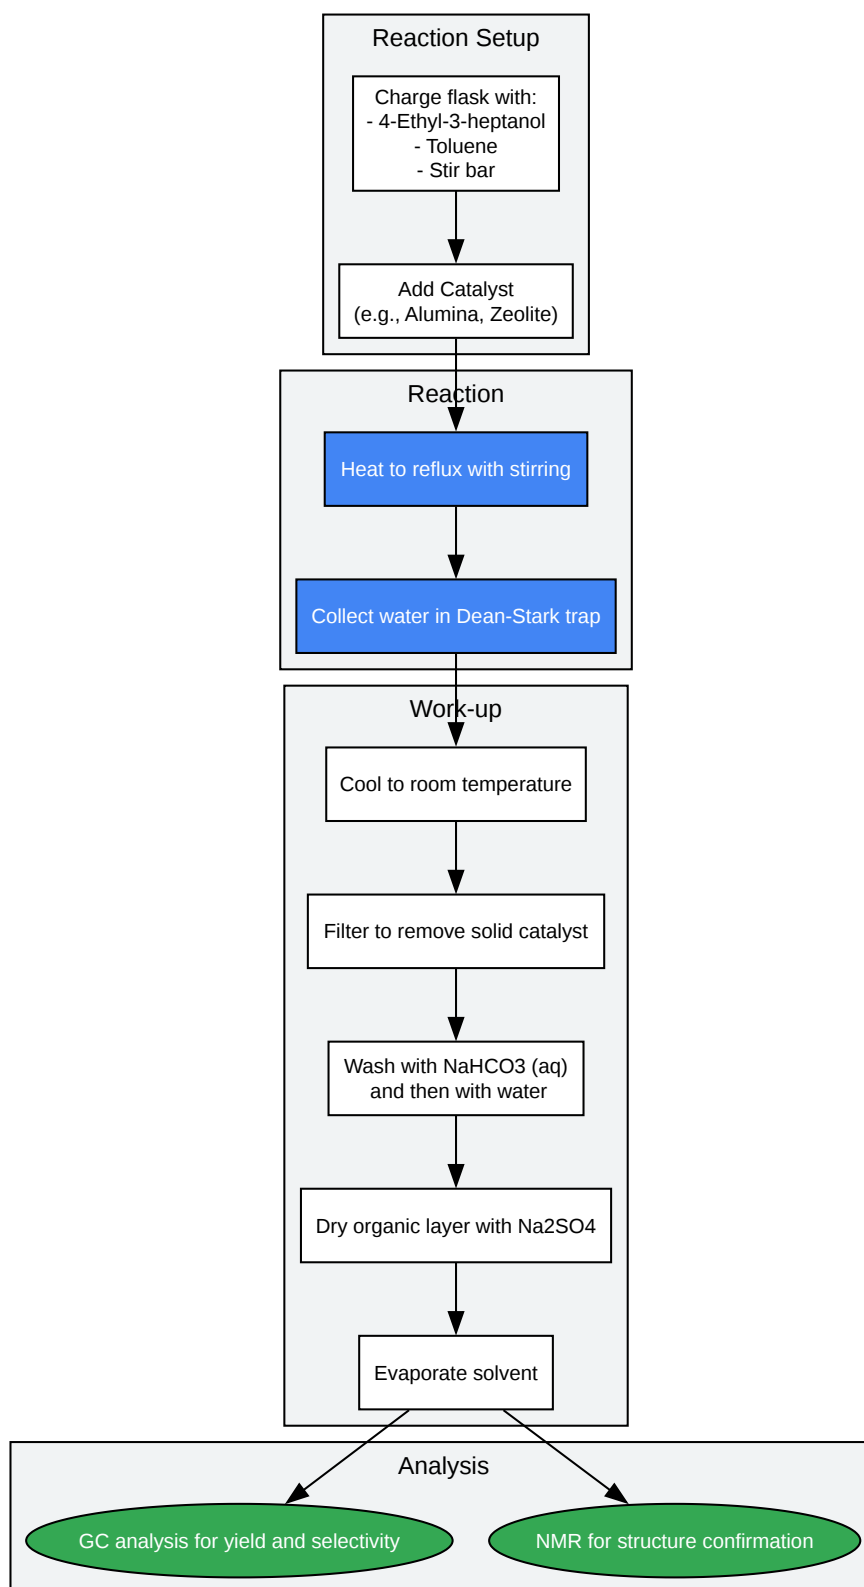 Reaction Setup
Charge flask with:
- 4-Ethyl-3-heptanol
- Toluene
- Stir bar
Add Catalyst
(e.g., Alumina, Zeolite)
Reaction
Heat to reflux with stirring
Collect water in Dean-Stark trap
Work-up
Cool to room temperature
Filter to remove solid catalyst
Wash with NaHCO3 (aq)
and then with water
Dry organic layer with Na2SO4
Evaporate solvent
Analysis
GC analysis for yield and selectivity
NMR for structure confirmation